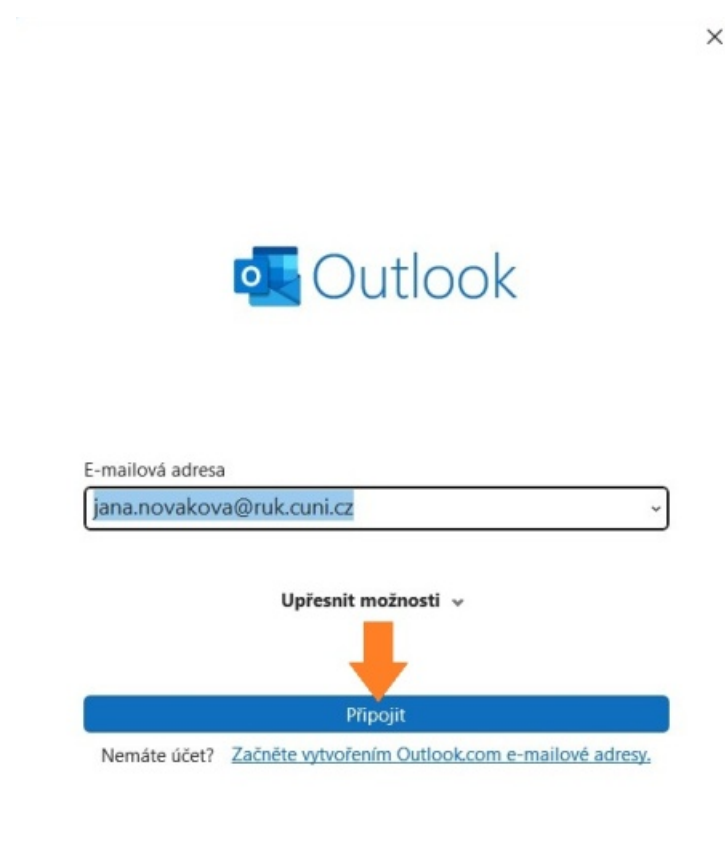 Outlook
E-mailová adresa
jana.novakova@ruk.cuni.cz
Upřesnit možnosti
Připojit
Nemáte účet? Začněte vytvořením Outlook.com e-mailové adresy.